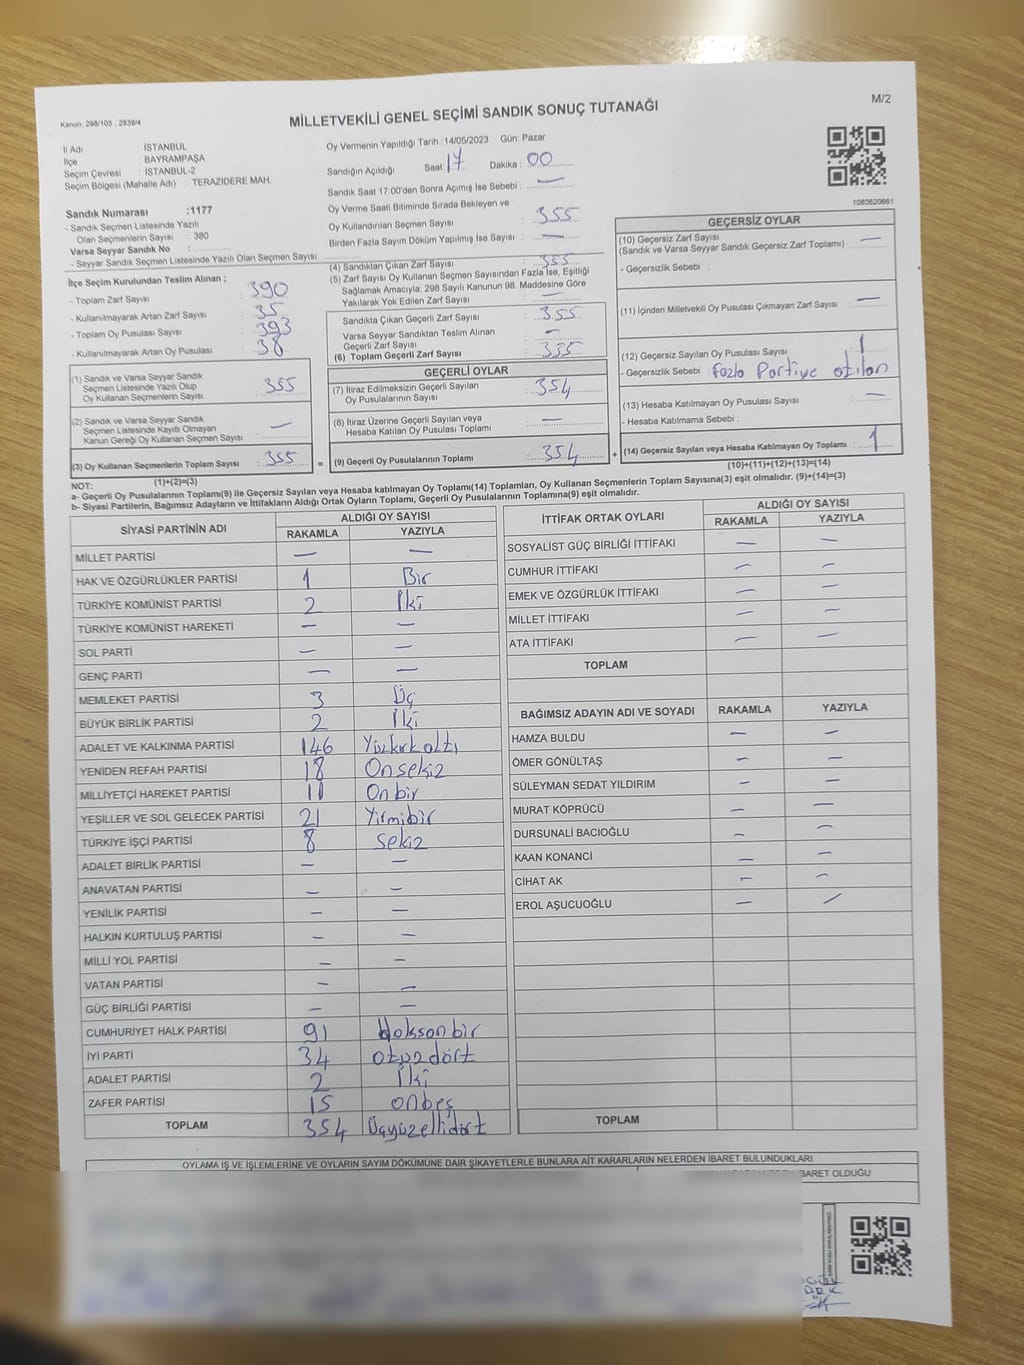 M/2
Kanun: 298/105 , 2839/4
MİLLETVEKİLİ GENEL SEÇİMİ SANDIK SONUÇ TUTANAĞI
İl Adı : İSTANBUL
İlçe : BAYRAMPAŞA
Seçim Çevresi : İSTANBUL-2
Seçim Bölgesi (Mahalle Adı) : TERAZİDERE MAH.
Sandık Numarası :1177
- Sandık Seçmen Listesinde Yazılı
Olan Seçmenlerin Sayısı : 380
Varsa Seyyar Sandık No :
- Seyyar Sandık Seçmen Listesinde Yazılı Olan Seçmen Sayısı:
Oy Vermenin Yapıldığı Tarih :14/05/2023 Gün: Pazar
Sandığın Açıldığı Saat: 17 Dakika : 00
Sandık Saat 17:00'den Sonra Açımış İse Sebebi : —
Oy Verme Saati Bitiminde Sırada Bekleyen ve
Oy Kullandırılan Seçmen Sayısı : 355
Birden Fazla Sayım Döküm Yapılmış İse Sayısı : —
1083620661
İlçe Seçim Kurulundan Teslim Alınan ;
- Toplam Zarf Sayısı : 390
- Kullanılmayarak Artan Zarf Sayısı : 35
- Toplam Oy Pusulası Sayısı : 393
- Kullanılmayarak Artan Oy Pusulası : 38
(1) Sandık ve Varsa Seyyar Sandık
Seçmen Listesinde Yazılı Olup
Oy Kullanan Seçmenlerin Sayısı : 355
(2) Sandık ve Varsa Seyyar Sandık
Seçmen Listesinde Kayıtlı Olmayan
Kanun Gereği Oy Kullanan Seçmen Sayısı : —
(3) Oy Kullanan Seçmenlerin Toplam Sayısı : 355
(1)+(2)=(3)
(4) Sandıktan Çıkan Zarf Sayısı : 355
(5) Zarf Sayısı Oy Kullanan Seçmen Sayısından Fazla İse, Eşitliği
Sağlamak Amacıyla; 298 Sayılı Kanunun 98. Maddesine Göre
Yakılarak Yok Edilen Zarf Sayısı : —
Sandıkta Çıkan Geçerli Zarf Sayısı : 355
Varsa Seyyar Sandıktan Teslim Alınan
Geçerli Zarf Sayısı : —
(6) Toplam Geçerli Zarf Sayısı : 355
GEÇERLİ OYLAR
(7) İtiraz Edilmeksizin Geçerli Sayılan
Oy Pusulalarının Sayısı : 354
(8) İtiraz Üzerine Geçerli Sayılan veya
Hesaba Katılan Oy Pusulası Toplamı : —
= (9) Geçerli Oy Pusulalarının Toplamı : 354 +
GEÇERSİZ OYLAR
(10) Geçersiz Zarf Sayısı
(Sandık ve Varsa Seyyar Sandık Geçersiz Zarf Toplamı) : —
- Geçersizlik Sebebi :
(11) İçinden Milletvekili Oy Pusulası Çıkmayan Zarf Sayısı : —
(12) Geçersiz Sayılan Oy Pusulası Sayısı : 1
- Geçersizlik Sebebi : fazla Partiye atılan
(13) Hesaba Katılmayan Oy Pusulası Sayısı : —
- Hesaba Katılmama Sebebi :
(14) Geçersiz Sayılan veya Hesaba Katılmayan Oy Toplamı : 1
(10)+(11)+(12)+(13)=(14)
NOT:
a- Geçerli Oy Pusulalarının Toplamı(9) ile Geçersiz Sayılan veya Hesaba katılmayan Oy Toplamı(14) Toplamları, Oy Kullanan Seçmenlerin Toplam Sayısına(3) eşit olmalıdır. (9)+(14)=(3)
b- Siyasi Partilerin, Bağımsız Adayların ve İttifakların Aldığı Ortak Oyların Toplamı, Geçerli Oy Pusulalarının Toplamına(9) eşit olmalıdır.
SİYASİ PARTİNİN ADI ALDIĞI OY SAYISI
RAKAMLA YAZIYLA
MİLLET PARTİSİ — —
HAK VE ÖZGÜRLÜKLER PARTİSİ 1 Bir
TÜRKİYE KOMÜNİST PARTİSİ 2 İki
TÜRKİYE KOMÜNİST HAREKETİ — —
SOL PARTİ — —
GENÇ PARTİ — —
MEMLEKET PARTİSİ 3 Üç
BÜYÜK BİRLİK PARTİSİ 2 İki
ADALET VE KALKINMA PARTİSİ 146 Yüzkırkaltı
YENİDEN REFAH PARTİSİ 18 Onsekiz
MİLLİYETÇİ HAREKET PARTİSİ 11 Onbir
YEŞİLLER VE SOL GELECEK PARTİSİ 21 Yirmibir
TÜRKİYE İŞÇİ PARTİSİ 8 Sekiz
ADALET BİRLİK PARTİSİ — —
ANAVATAN PARTİSİ — —
YENİLİK PARTİSİ — —
HALKIN KURTULUŞ PARTİSİ — —
MİLLİ YOL PARTİSİ — —
VATAN PARTİSİ — —
GÜÇ BİRLİĞİ PARTİSİ — —
CUMHURİYET HALK PARTİSİ 91 doksanbir
İYİ PARTİ 34 otuzdört
ADALET PARTİSİ 2 İki
ZAFER PARTİSİ 15 onbeş
TOPLAM 354 Üçyüzellidört
İTTİFAK ORTAK OYLARI ALDIĞI OY SAYISI
RAKAMLA YAZIYLA
SOSYALİST GÜÇ BİRLİĞİ İTTİFAKI — —
CUMHUR İTTİFAKI — —
EMEK VE ÖZGÜRLÜK İTTİFAKI — —
MİLLET İTTİFAKI — —
ATA İTTİFAKI — —
TOPLAM
BAĞIMSIZ ADAYIN ADI VE SOYADI RAKAMLA YAZIYLA
HAMZA BULDU — —
ÖMER GÖNÜLTAŞ — —
SÜLEYMAN SEDAT YILDIRIM — —
MURAT KÖPRÜCÜ — —
DURSUNALİ BACIOĞLU — —
KAAN KONANCİ — —
CİHAT AK — —
EROL AŞUCUOĞLU — —
TOPLAM
OYLAMA İŞ VE İŞLEMLERİNE VE OYLARIN SAYIM DÖKÜMÜNE DAİR ŞİKAYETLERLE BUNLARA AİT KARARLARIN NELERDEN İBARET BULUNDUKLARI
İBARET OLDUĞU